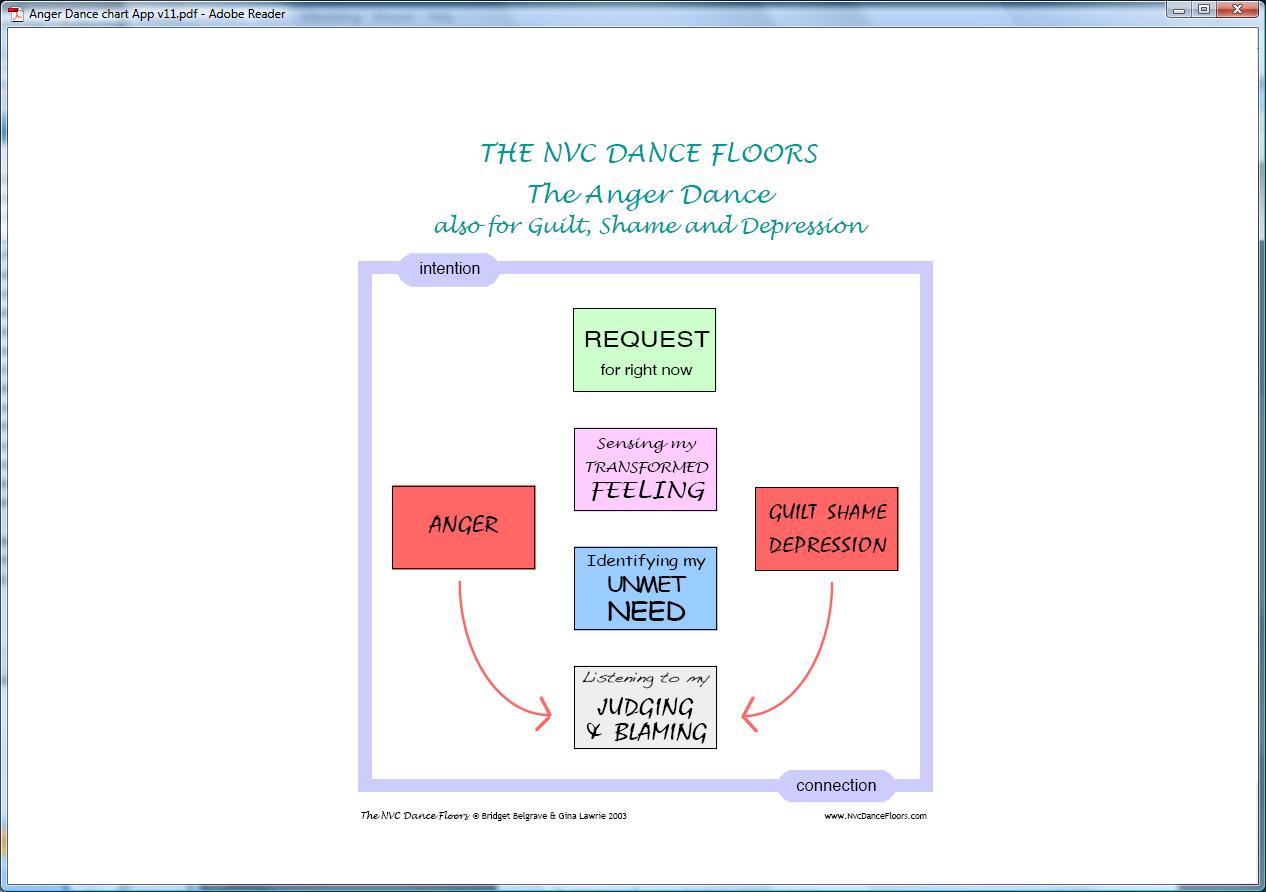 Anger Dance chart App v11.pdf - Adobe Reader
THE NVC DANCE FLOORS
The Anger Dance
also for Guilt, Shame and Depression
intention
REQUEST
for right now
Sensing my
TRANSFORMED
FEELING
ANGER
GUILT SHAME
DEPRESSION
Identifying my
UNMET
NEED
Listening to my
JUDGING
& BLAMING
connection
The NVC Dance Floors © Bridget Belgrave & Gina Lawrie 2003
www.NvcDanceFloors.com